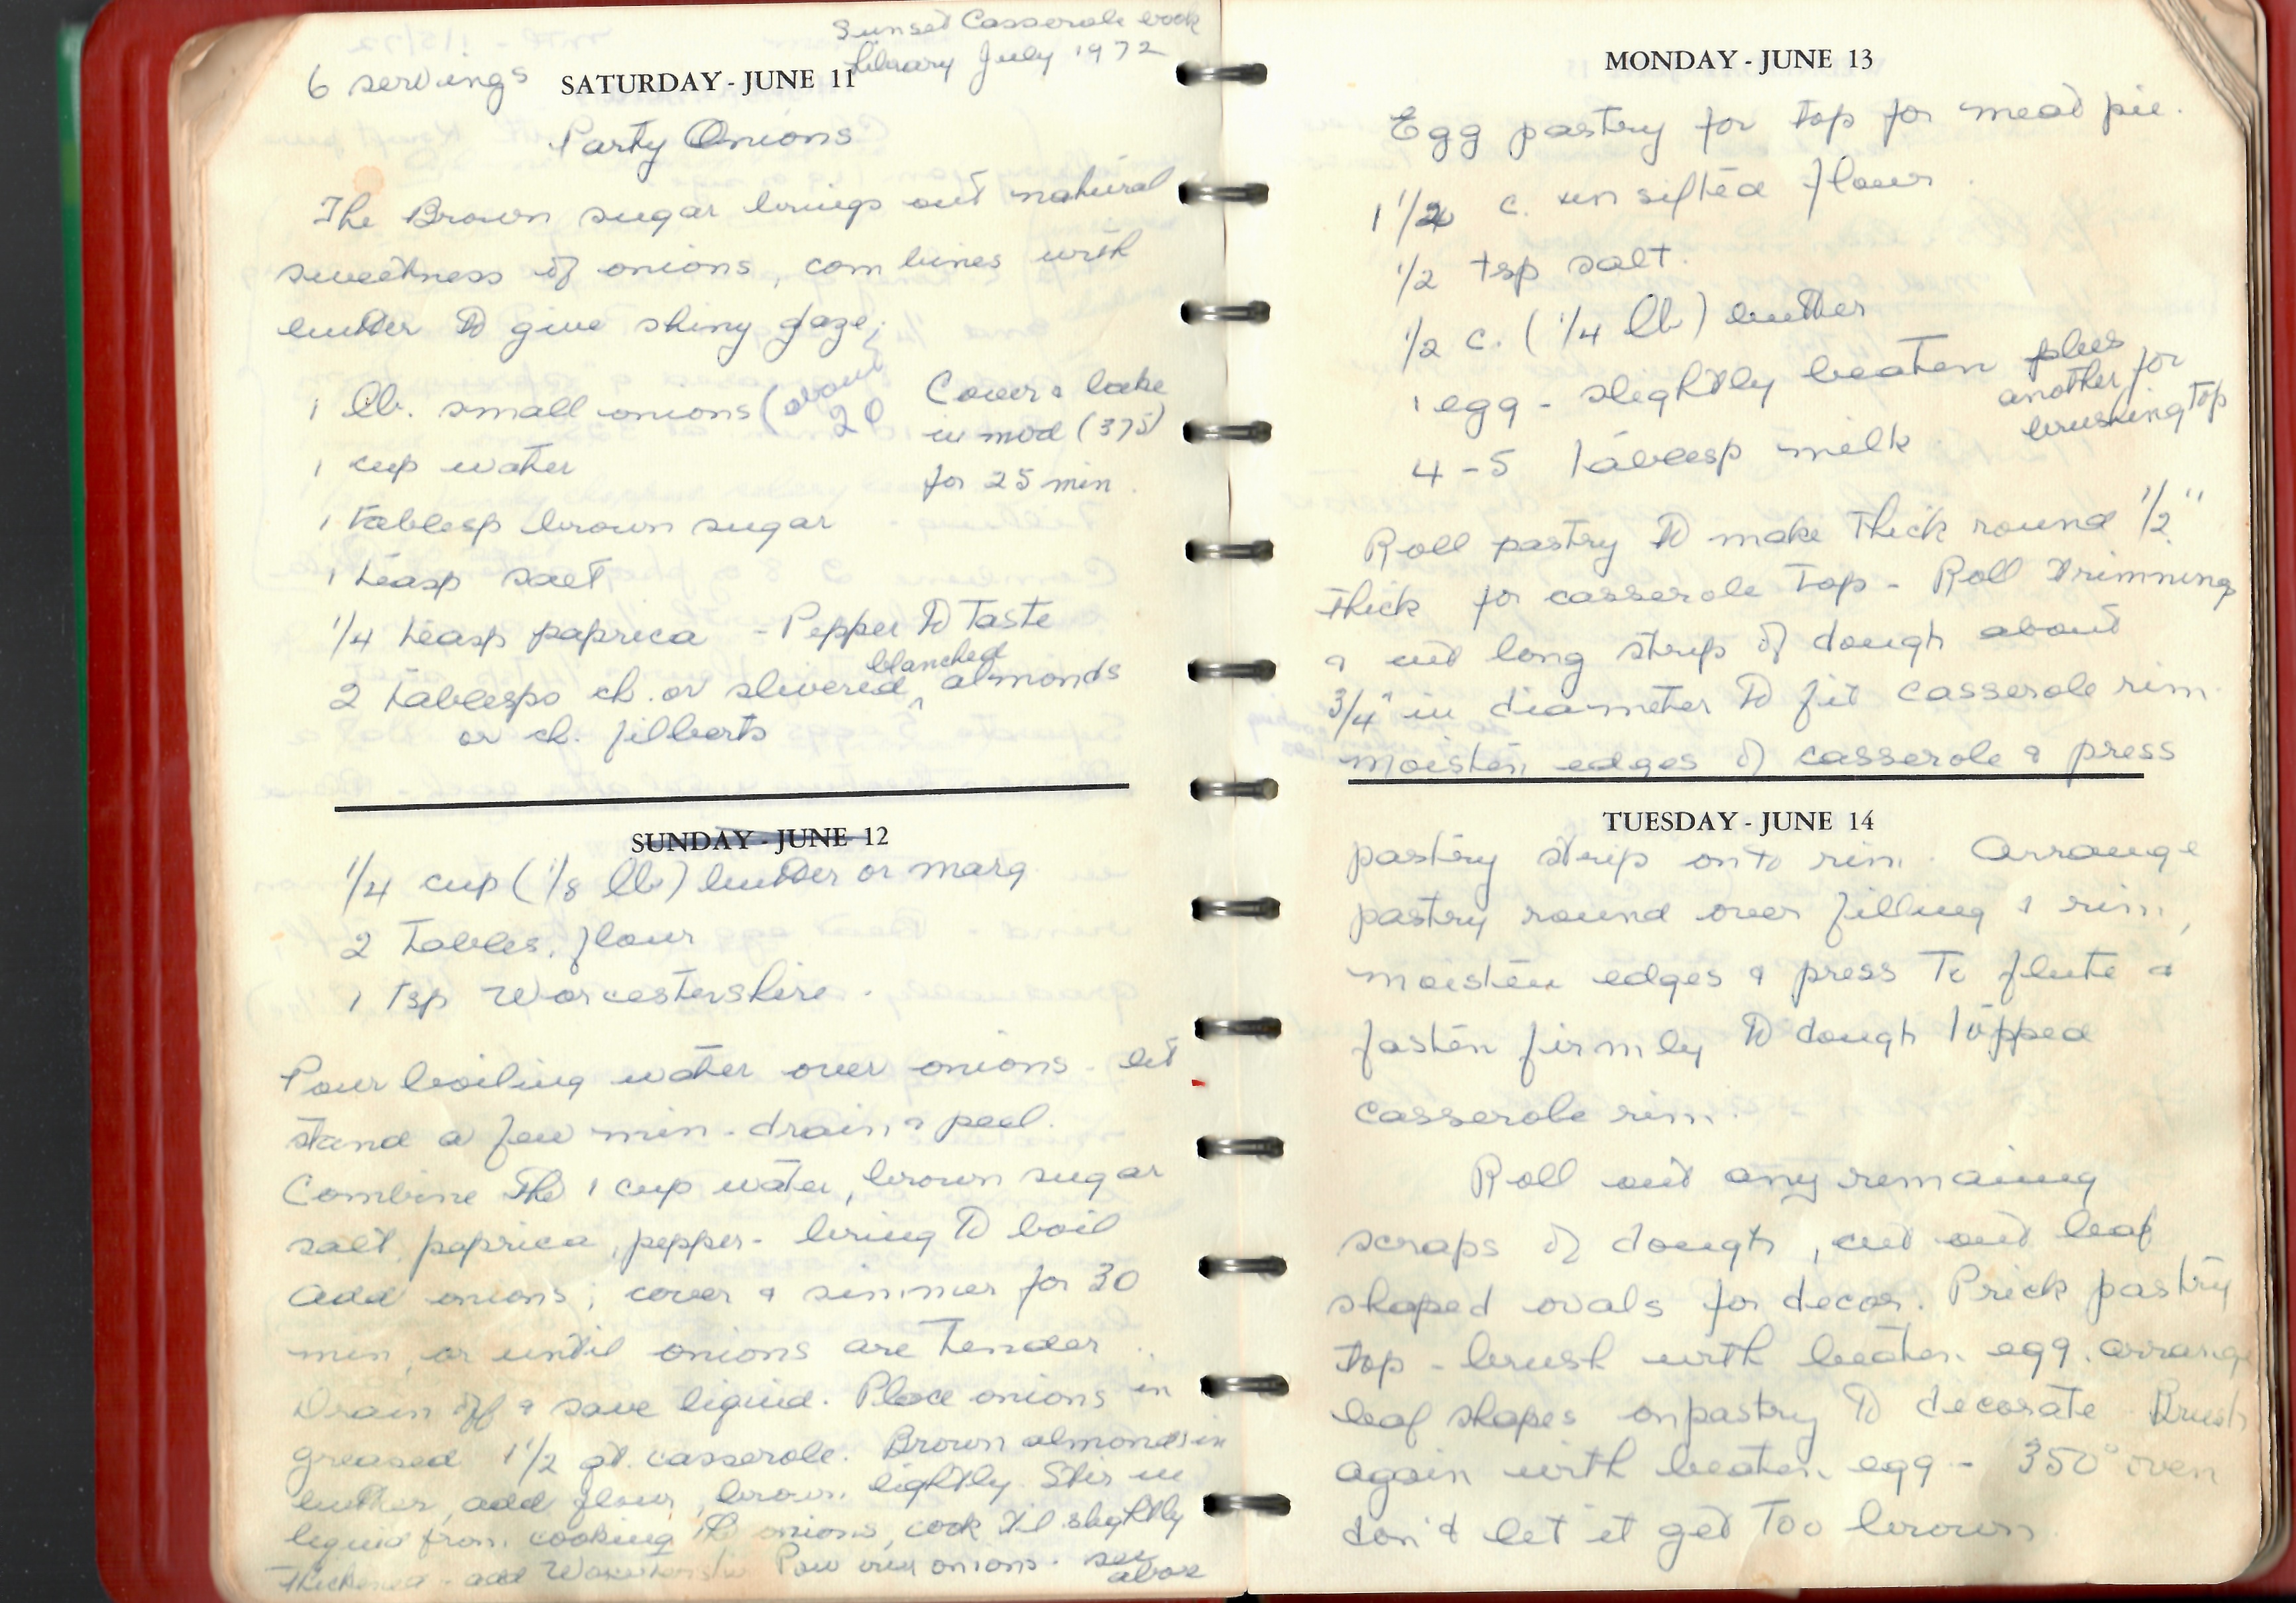 Sunset Casserole book
Library July 1972
6 servings
SATURDAY - JUNE 11
Party Onions
The Brown sugar brings out natural
sweetness of onions, combines with
butter to give shiny glaze;
1 lb. small onions (about
20
1 cup water
1 tablesp brown sugar
1 teasp salt
1/4 teasp paprica - Pepper to taste
blanched
2 tablespo ch. or slivered ^ almonds
or ch. filberts
Cover & bake
in mod (375)
for 25 min.
SUNDAY - JUNE 12
1/4 cup (1/8 lb) butter or marg
2 Tables. flour
1 tsp Worcestershire.
Pour boiling water over onions - let
stand a few min - drain & peel.
Combine the 1 cup water, brown sugar
salt, paprica, pepper - bring to boil
add onions; cover & simmer for 30
min, or until onions are tender.
Drain off & save liquid. Place onions in
greased 1 1/2 qt. casserole. Brown almonds in
butter, add flour, brown lightly. Stir in
liquid from cooking the onions, cook til slightly
thickened - add Worcestershire. Pour over onions. see
above
MONDAY - JUNE 13
Egg pastry for top for meat pie.
1 1/2 c. unsifted flour.
1/2 tsp salt.
1/2 c. (1/4 lb) butter
1 egg - slightly beaten plus
another for
brushing top
4-5 tablesp milk
Roll pastry to make thick round 1/2"
thick for casserole top - Roll trimming
& cut long strip of dough about
3/4" in diameter to fit casserole rim.
moisten edges of casserole & press
TUESDAY - JUNE 14
pastry strip onto rim. Arrange
pastry round over filling & rim,
moisten edges & press to flute &
fasten firmly to dough topped
casserole rim.
Roll out any remaing
scraps of dough, cut out leaf
shaped ovals for decor. Prick pastry
top - brush with beaten egg. arrange
leaf shapes on pastry to decorate Brush
again with beaten egg - 350° oven
don't let it get too brown